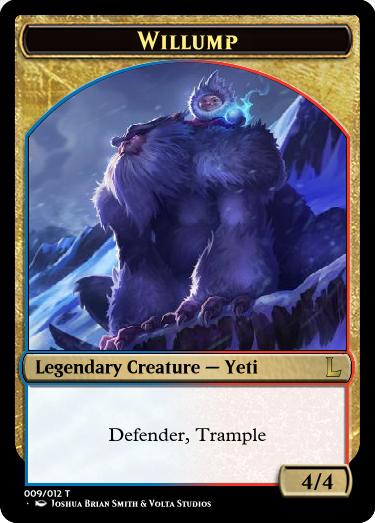 Willump
Legendary Creature — Yeti
L
Defender, Trample
4/4
009/012 T
Joshua Brian Smith & Volta Studios